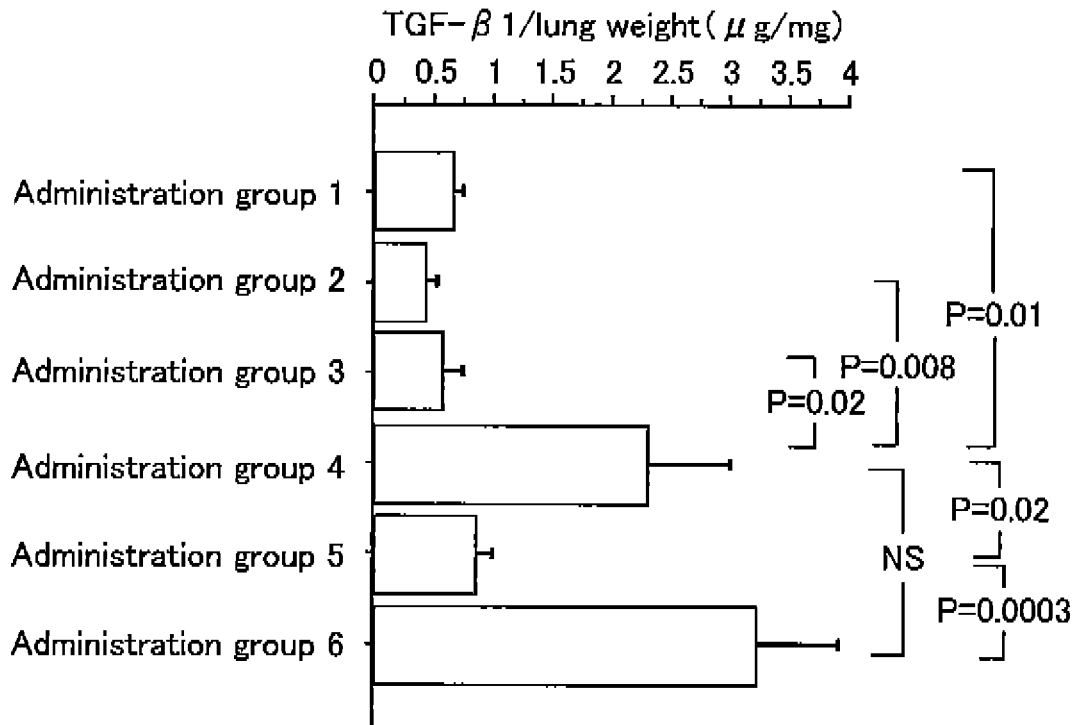 TGF-β 1/lung weight( μ g/mg)
0 0.5 1 1.5 2 2.5 3 3.5 4
Administration group 1
Administration group 2
P=0.01
Administration group 3
P=0.008
P=0.02
Administration group 4
P=0.02
Administration group 5
NS
P=0.0003
Administration group 6